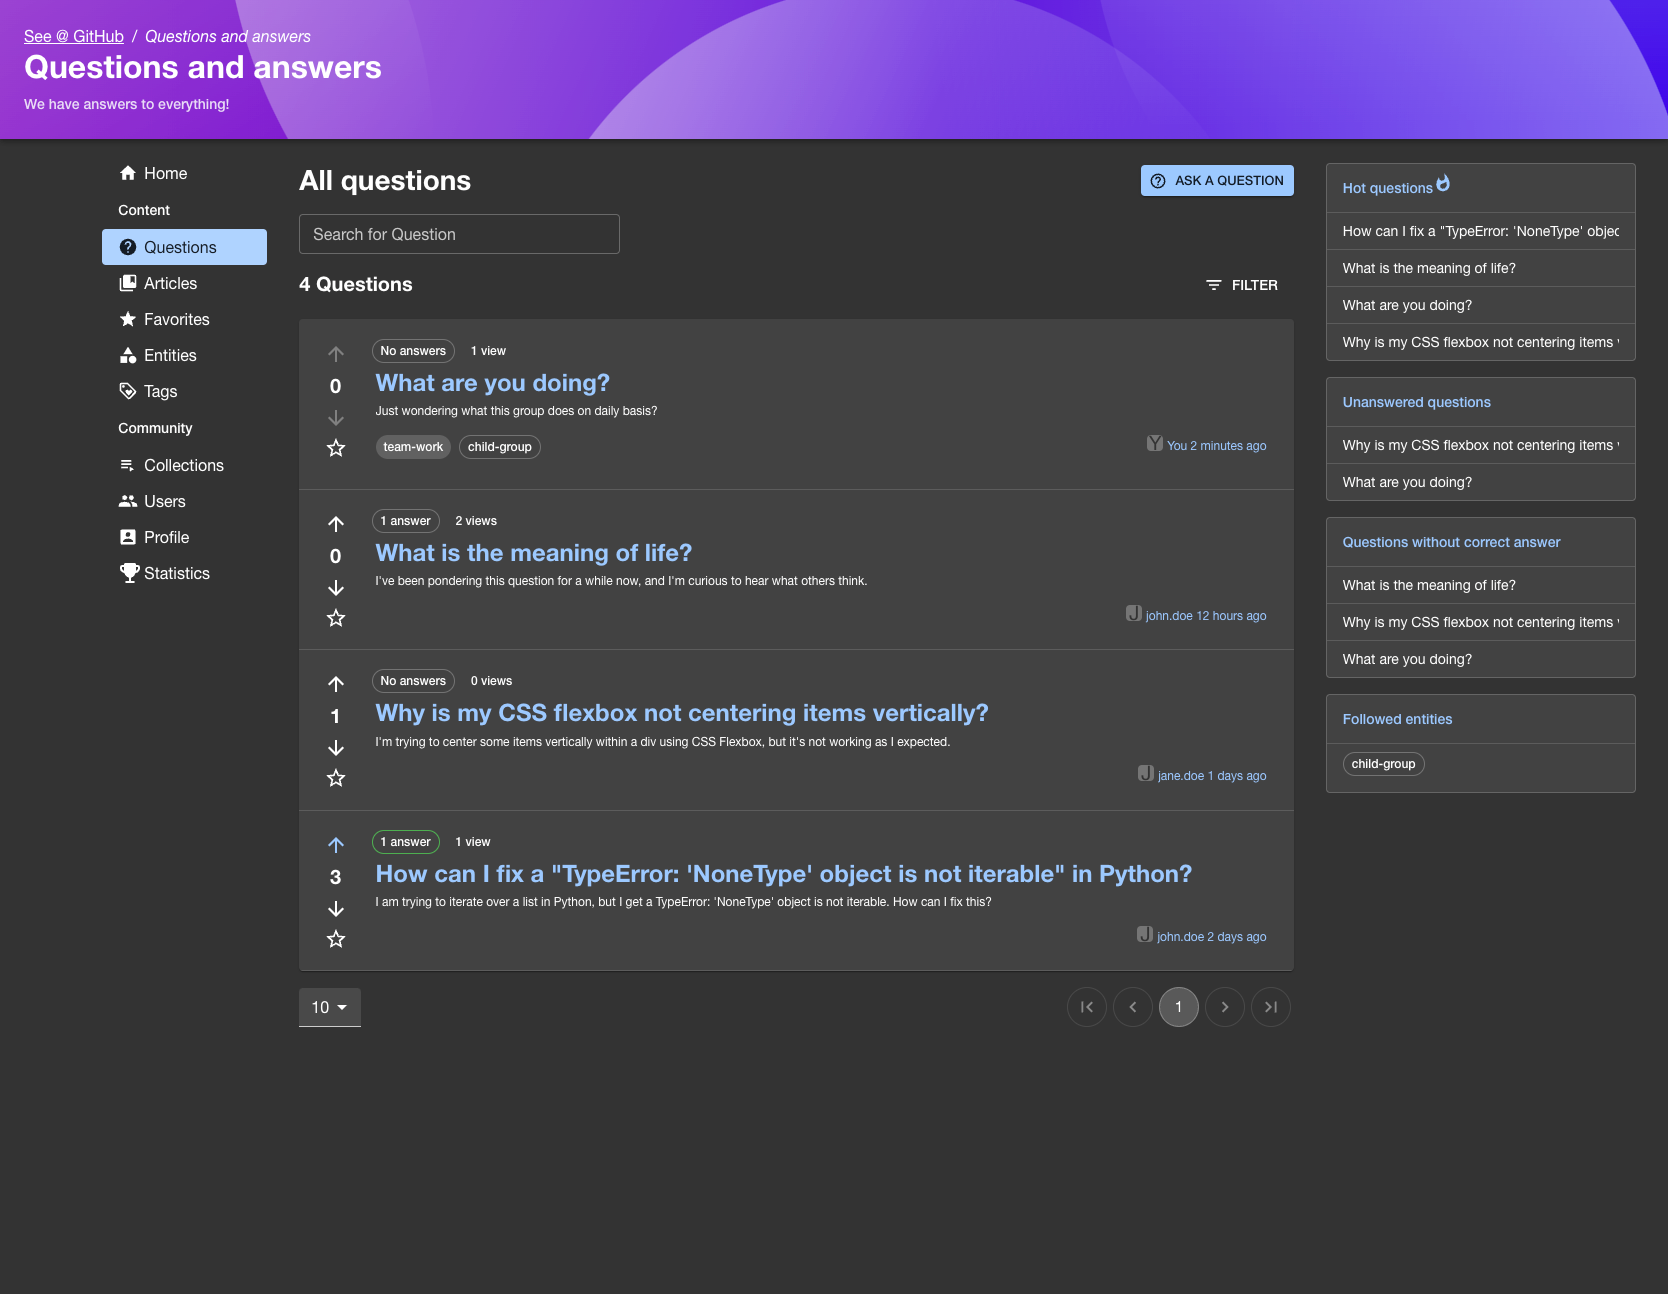 See @ GitHub / Questions and answers
Questions and answers
We have answers to everything!
Home
Content
Questions
Articles
Favorites
Entities
Tags
Community
Collections
Users
Profile
Statistics
All questions
ASK A QUESTION
Search for Question
4 Questions
FILTER
No answers 1 view
0
What are you doing?
Just wondering what this group does on daily basis?
team-work child-group
Y You 2 minutes ago
1 answer 2 views
0
What is the meaning of life?
I've been pondering this question for a while now, and I'm curious to hear what others think.
J john.doe 12 hours ago
No answers 0 views
1
Why is my CSS flexbox not centering items vertically?
I'm trying to center some items vertically within a div using CSS Flexbox, but it's not working as I expected.
J jane.doe 1 days ago
1 answer 1 view
3
How can I fix a "TypeError: 'NoneType' object is not iterable" in Python?
I am trying to iterate over a list in Python, but I get a TypeError: 'NoneType' object is not iterable. How can I fix this?
J john.doe 2 days ago
10
1
Hot questions
How can I fix a "TypeError: 'NoneType' objec
What is the meaning of life?
What are you doing?
Why is my CSS flexbox not centering items
Unanswered questions
Why is my CSS flexbox not centering items
What are you doing?
Questions without correct answer
What is the meaning of life?
Why is my CSS flexbox not centering items
What are you doing?
Followed entities
child-group